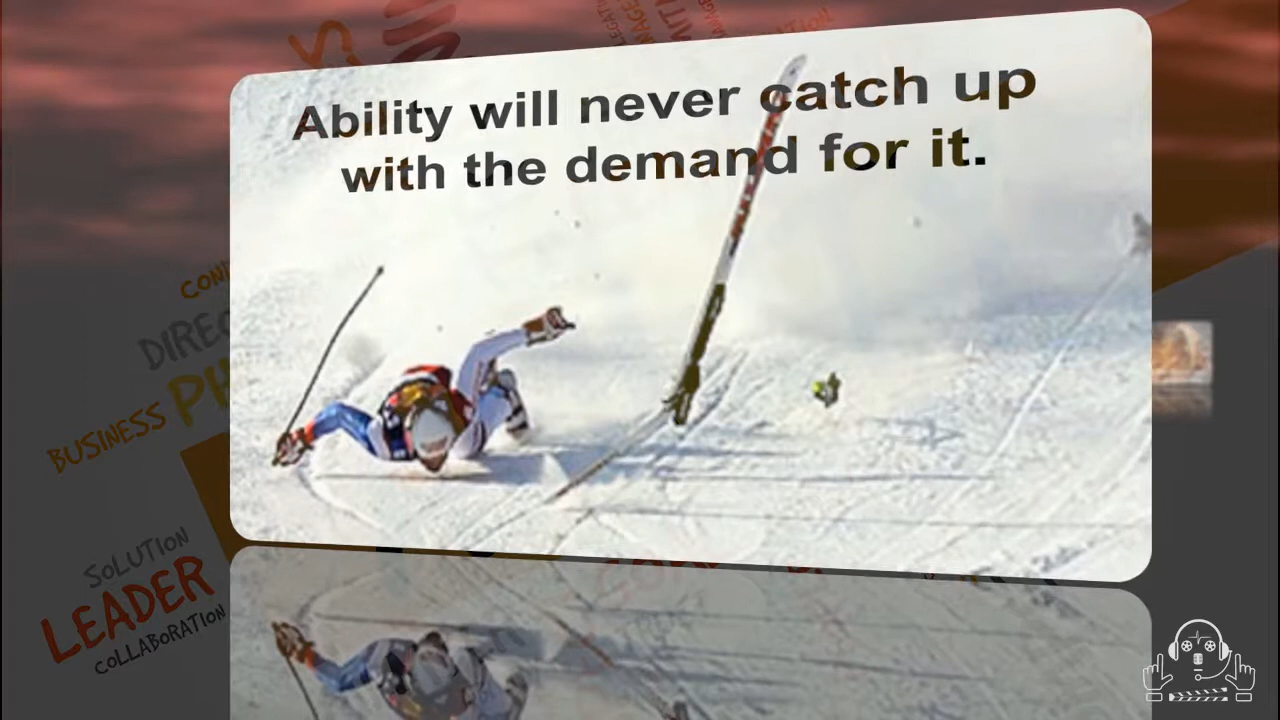 Ability will never catch up
with the demand for it.
BUSINESS
SOLUTION
LEADER
COLLABORATION